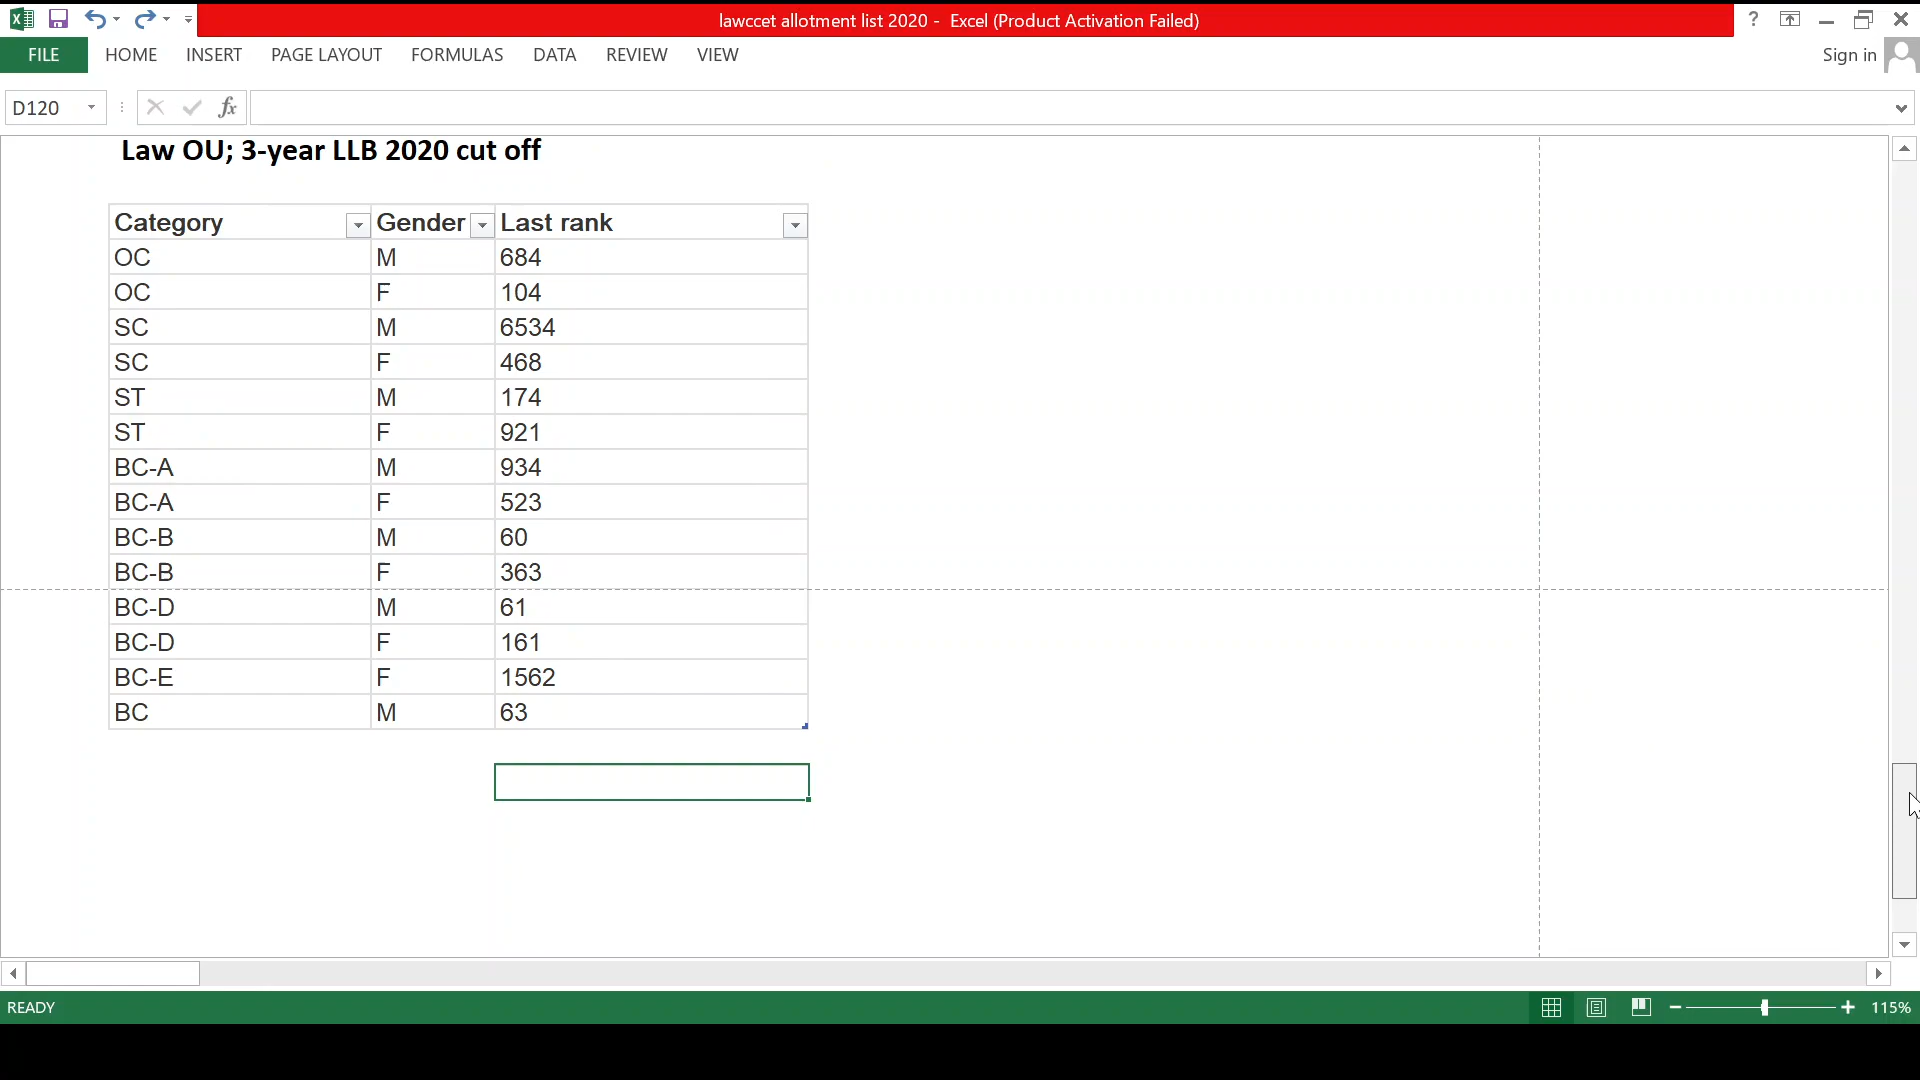 lawccet allotment list 2020 - Excel (Product Activation Failed)
?
FILE HOME INSERT PAGE LAYOUT FORMULAS DATA REVIEW VIEW Sign in
D120 fx
Law OU; 3-year LLB 2020 cut off
Category Gender Last rank
OC M 684
OC F 104
SC M 6534
SC F 468
ST M 174
ST F 921
BC-A M 934
BC-A F 523
BC-B M 60
BC-B F 363
BC-D M 61
BC-D F 161
BC-E F 1562
BC M 63
READY 115%